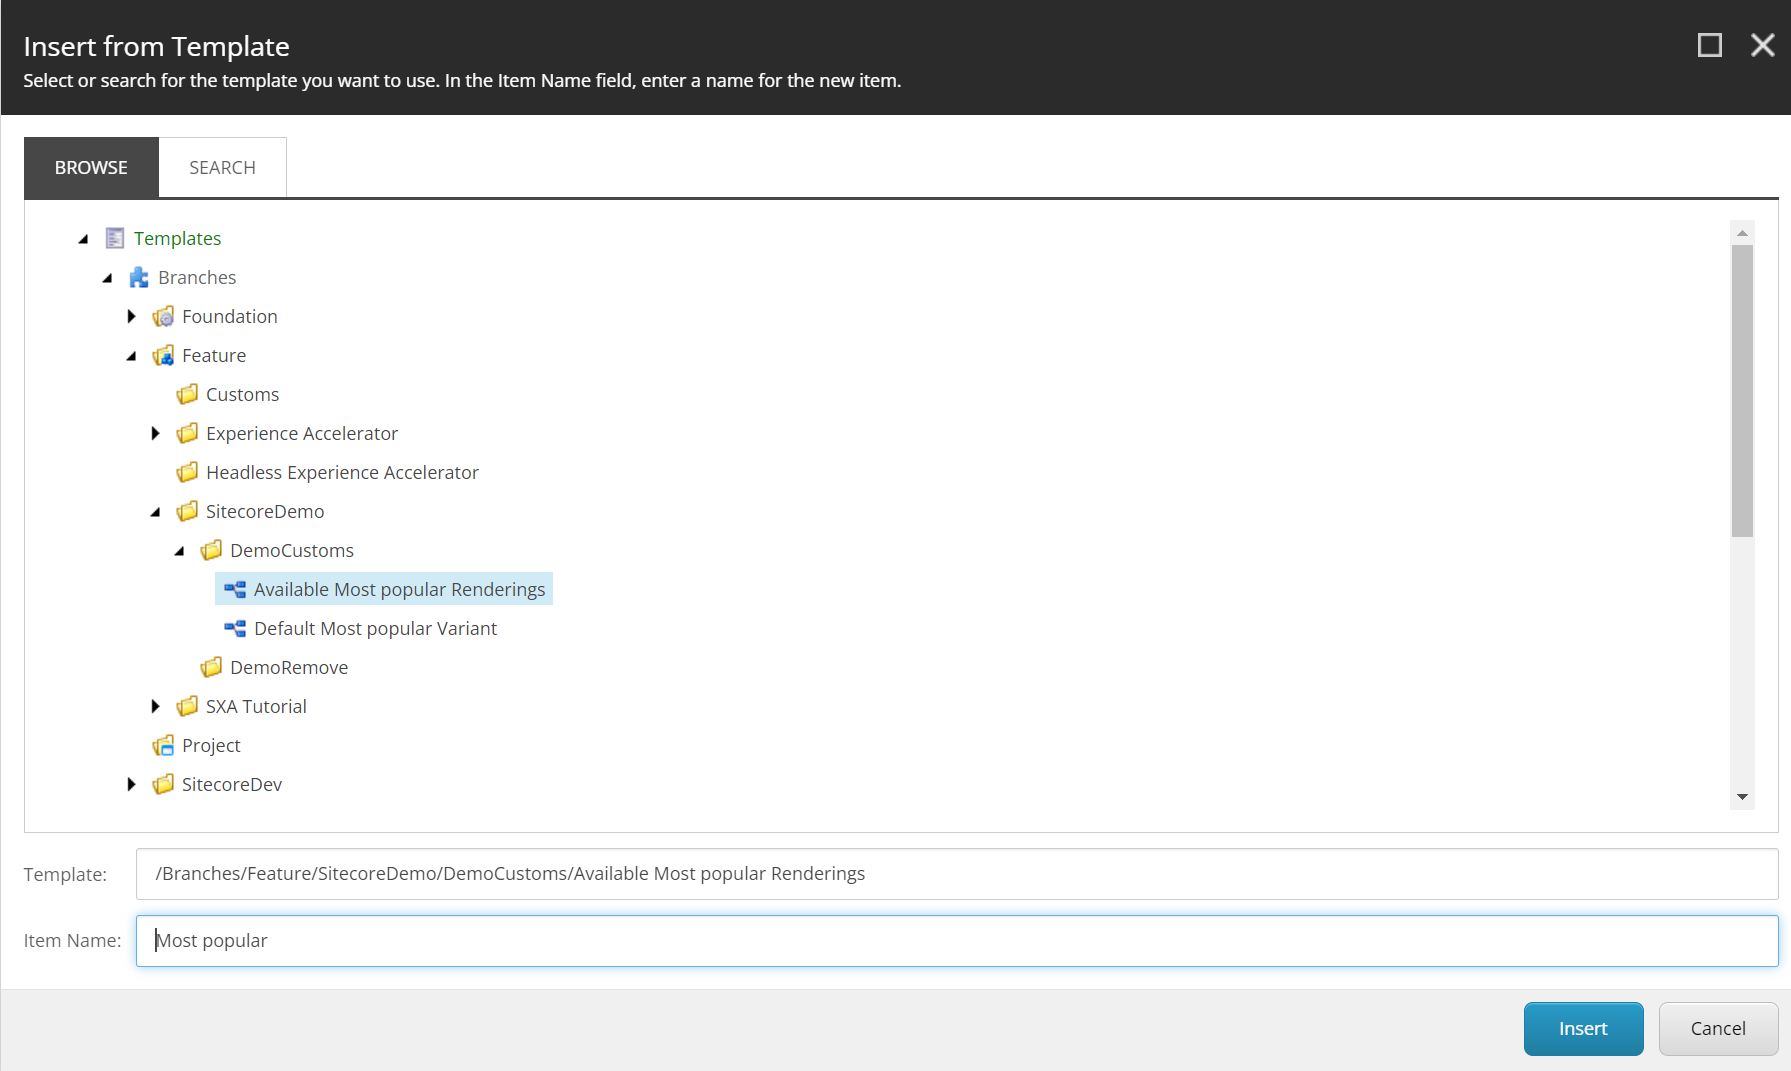 Insert from Template
Select or search for the template you want to use. In the Item Name field, enter a name for the new item.
BROWSE SEARCH
Templates
Branches
Foundation
Feature
Customs
Experience Accelerator
Headless Experience Accelerator
SitecoreDemo
DemoCustoms
Available Most popular Renderings
Default Most popular Variant
DemoRemove
SXA Tutorial
Project
SitecoreDev
Template: /Branches/Feature/SitecoreDemo/DemoCustoms/Available Most popular Renderings
Item Name: Most popular
Insert Cancel